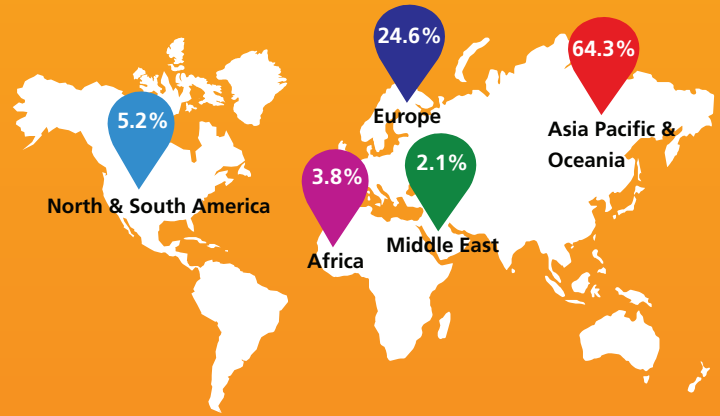 24.6%
Europe
64.3%
Asia Pacific &
Oceania
5.2%
North & South America
3.8%
Africa
2.1%
Middle East